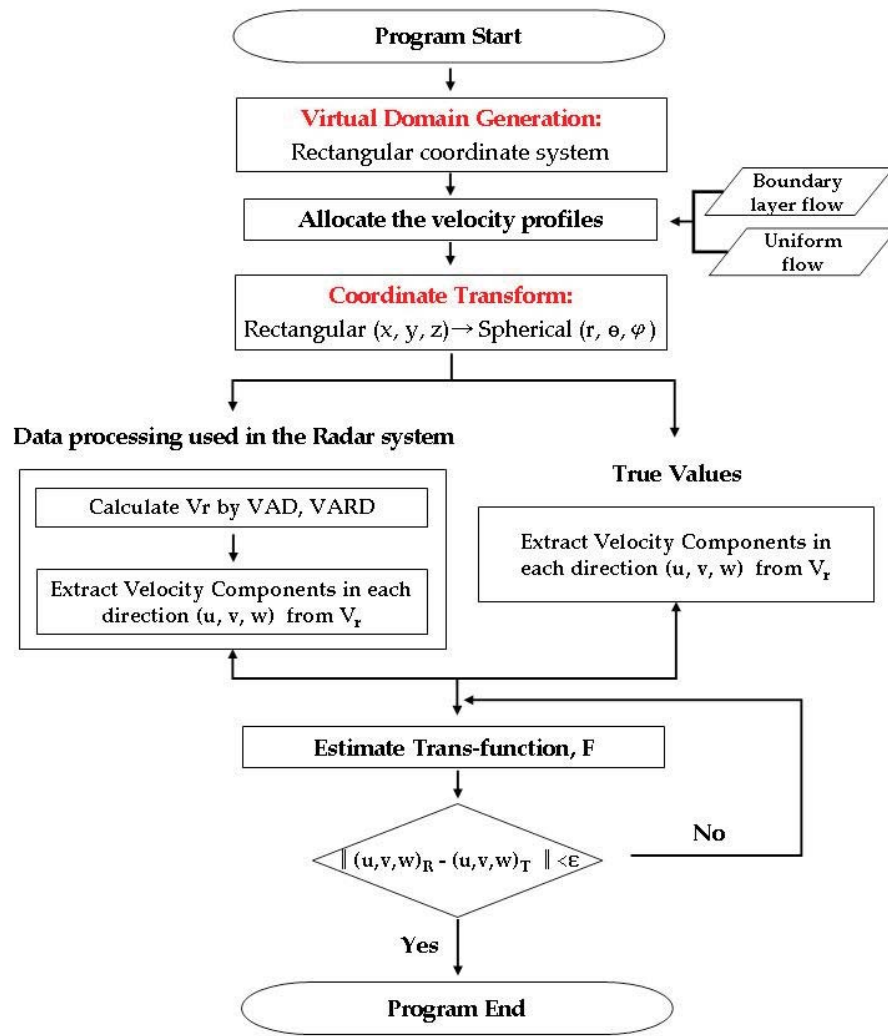 Program Start
Virtual Domain Generation:
Rectangular coordinate system
Boundary
layer flow
Allocate the velocity profiles
Uniform
flow
Coordinate Transform:
Rectangular (x, y, z)→ Spherical (r, ɵ, φ)
Data processing used in the Radar system
True Values
Calculate Vr by VAD, VARD
Extract Velocity Components in each
direction (u, v, w) from Vr
Extract Velocity Components in
each direction (u, v, w) from Vr
Estimate Trans-function, F
No
‖ (u,v,w)R - (u,v,w)T ‖ <ε
Yes
Program End